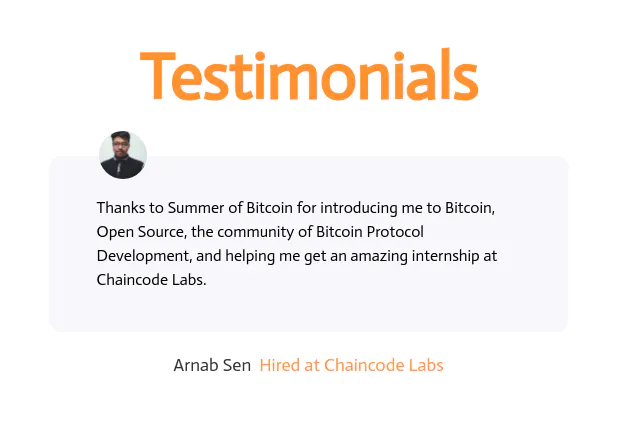 Testimonials
Thanks to Summer of Bitcoin for introducing me to Bitcoin,
Open Source, the community of Bitcoin Protocol
Development, and helping me get an amazing internship at
Chaincode Labs.
Arnab Sen Hired at Chaincode Labs